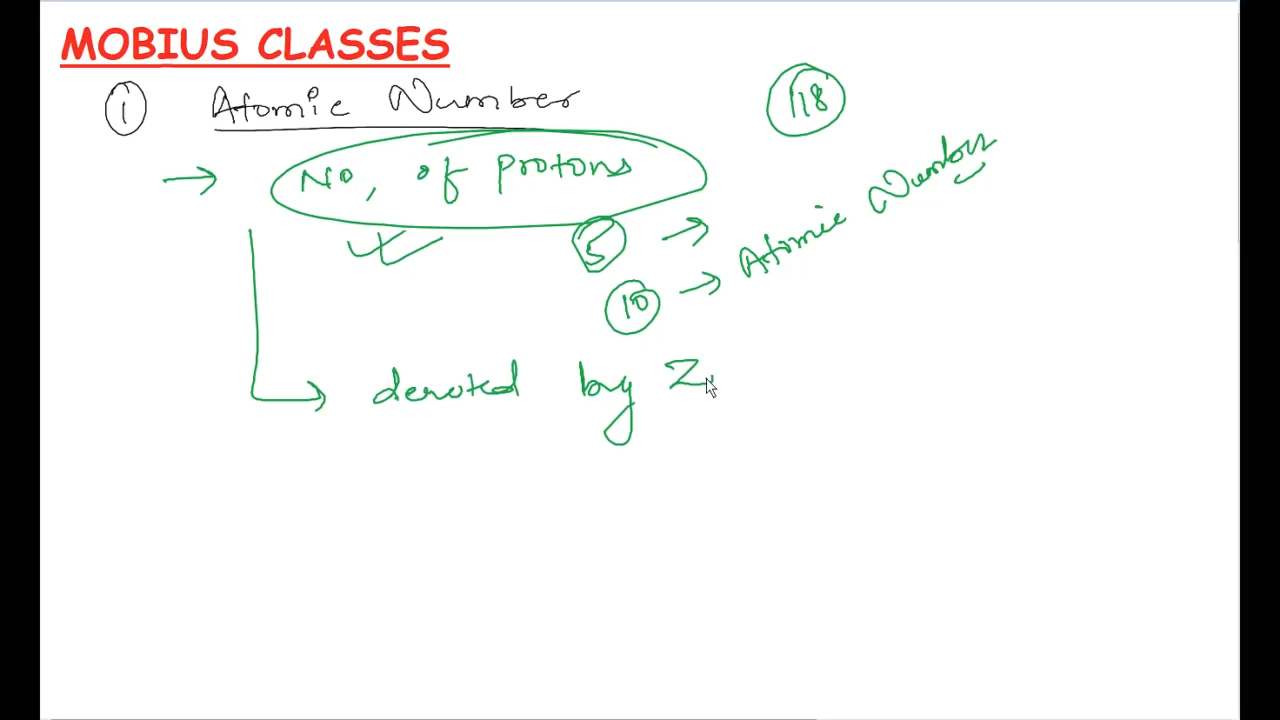 MOBIUS CLASSES
1 Atomic Number
118
→ No, of protons
5 →
10 → Atomic Number
denoted by Z